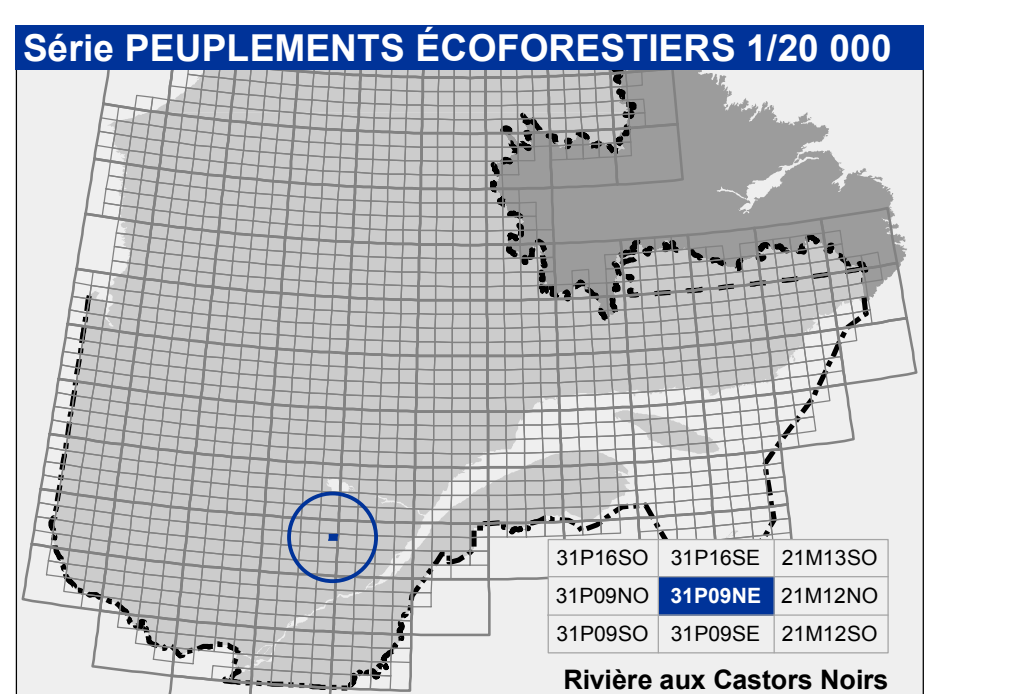 Série PEUPLEMENTS ÉCOFORESTIERS 1/20 000
31P16SO 31P16SE 21M13SO
31P09NO 31P09NE 21M12NO
31P09SO 31P09SE 21M12SO
Rivière aux Castors Noirs